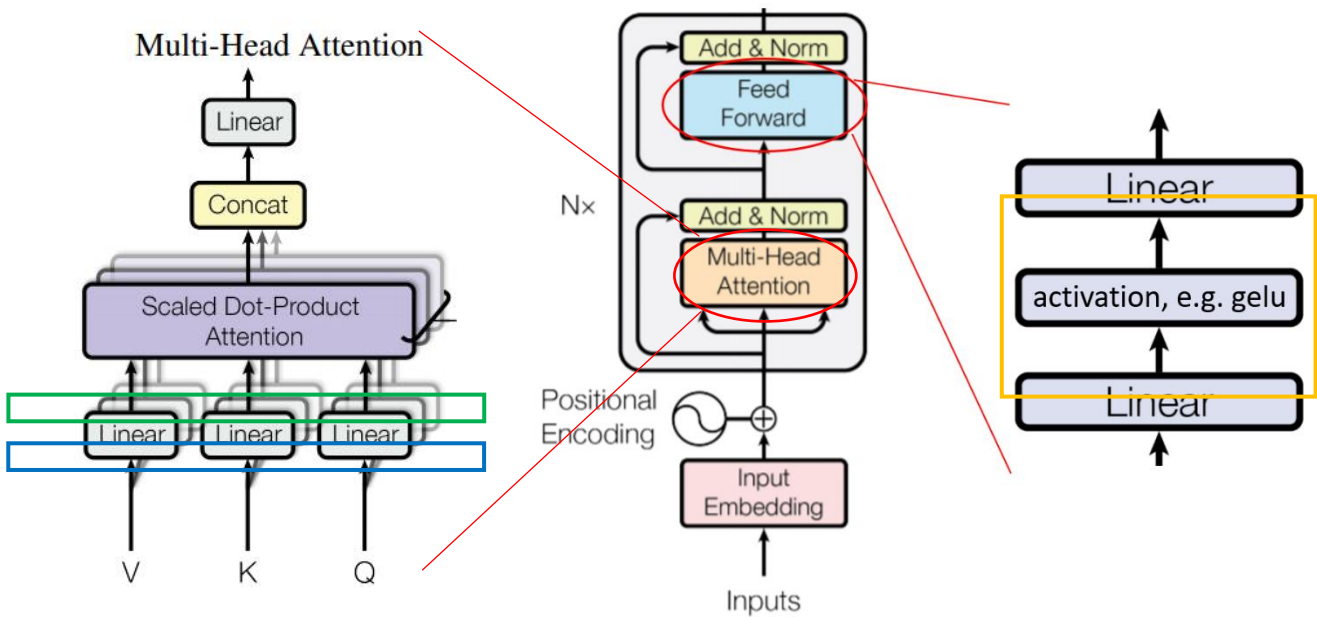 Multi-Head Attention
Linear
Concat
Scaled Dot-Product
Attention
Linear
Linear
Linear
V
K
Q
Add & Norm
Feed
Forward
N×
Add & Norm
Multi-Head
Attention
Positional
Encoding
Input
Embedding
Inputs
Linear
activation, e.g. gelu
Linear